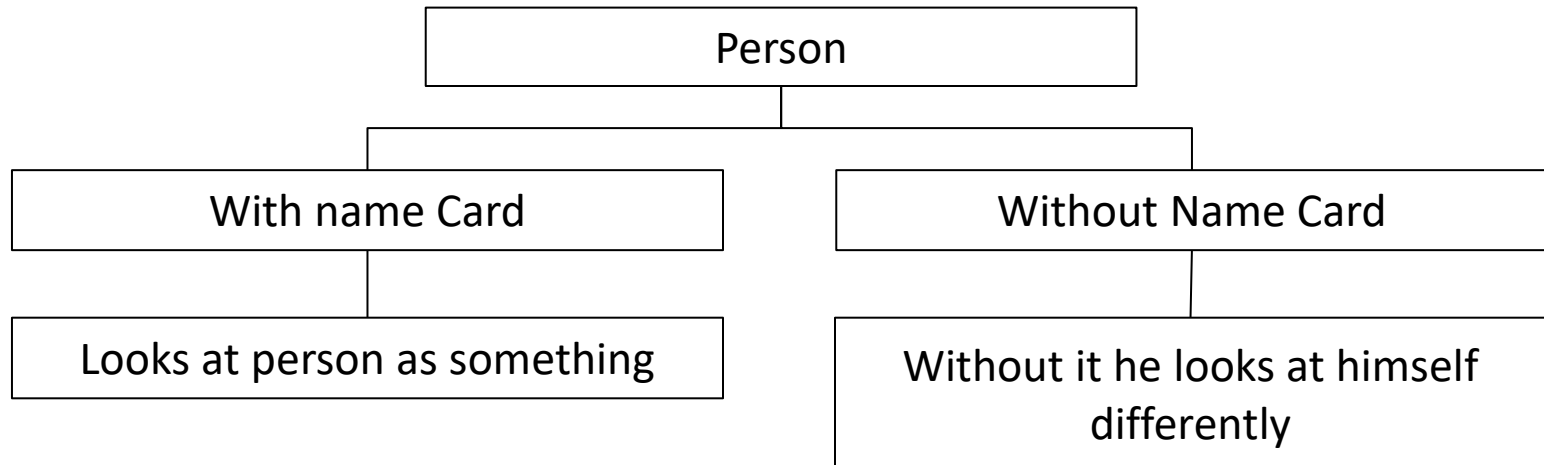 Person
With name Card
Without Name Card
Looks at person as something
Without it he looks at himself
differently